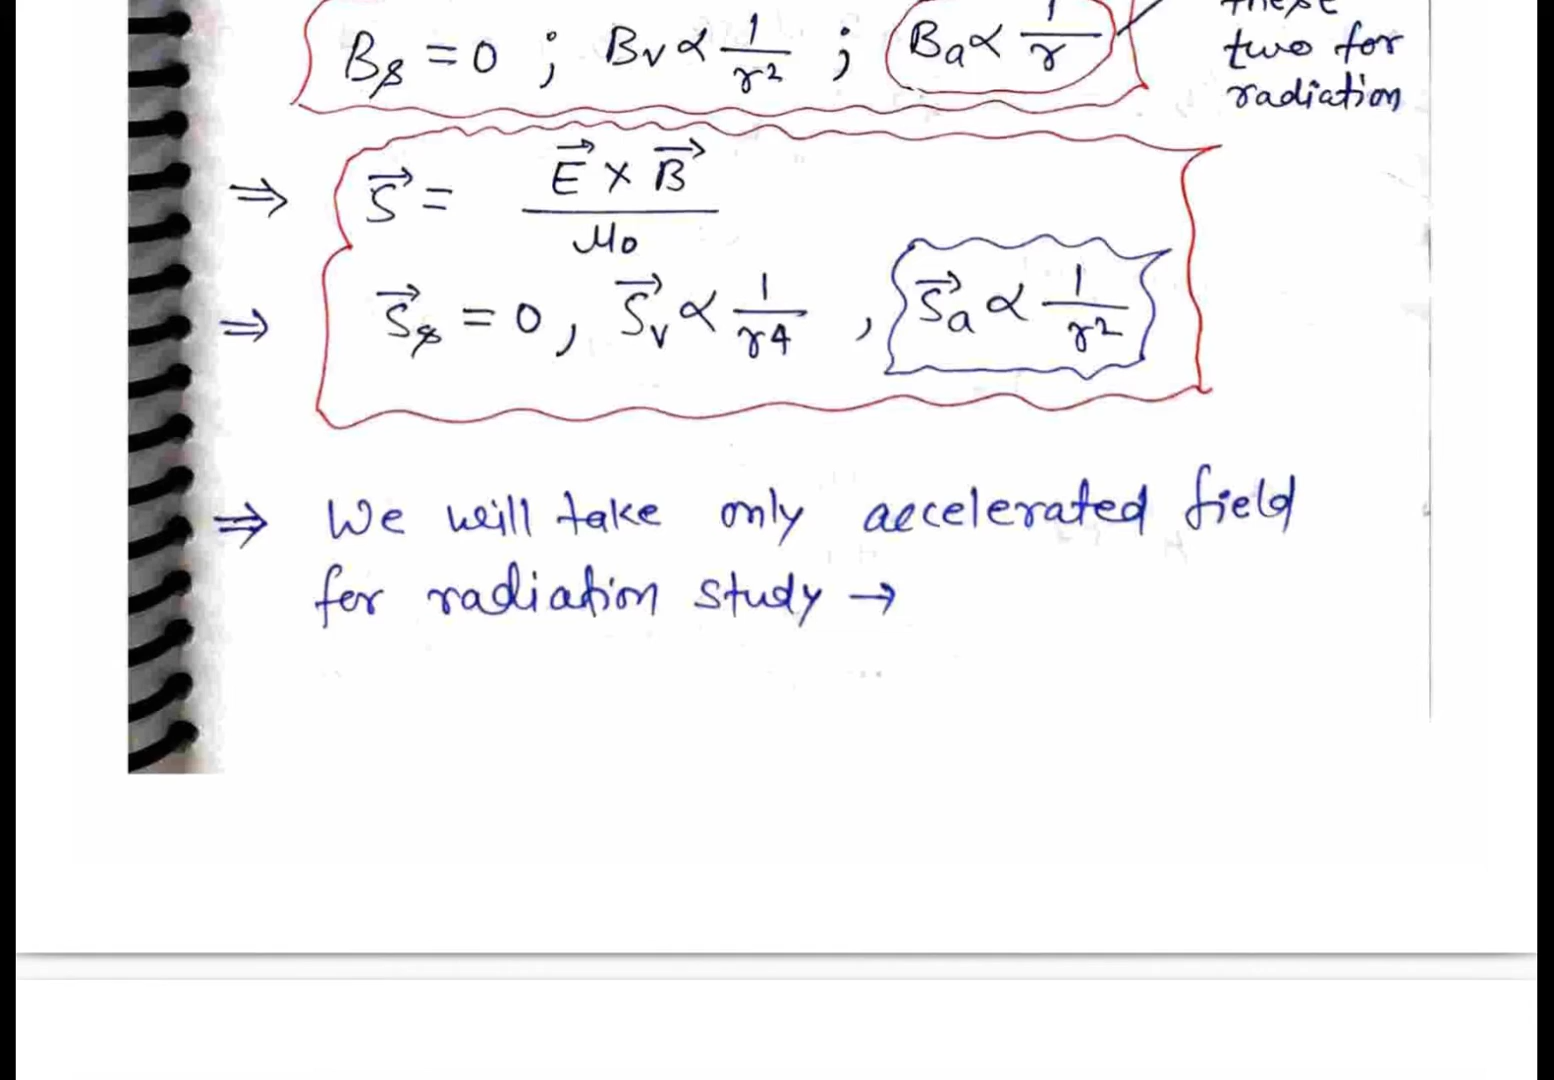 these
B_s = 0 ; B_v ∝ 1/r² ; B_a ∝ 1/r
two for
radiation
⇒ S⃗ = E⃗ × B⃗ / μ₀
⇒ S⃗_s = 0 , S⃗_v ∝ 1/r⁴ , S⃗_a ∝ 1/r²
⇒ We will take only accelerated field
for radiation study →